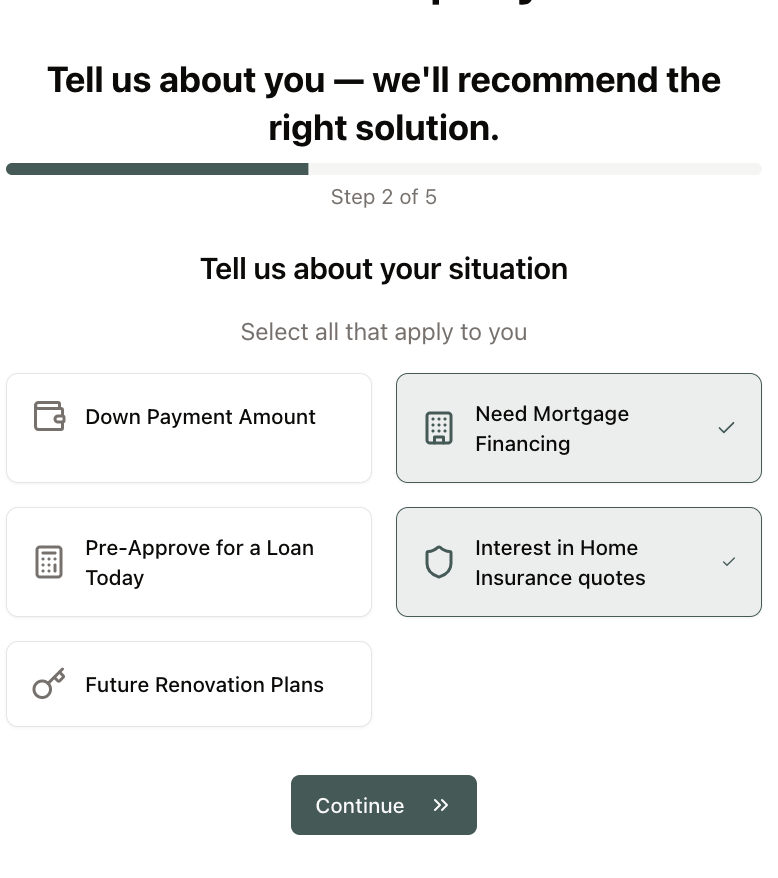 Tell us about you — we'll recommend the
right solution.
Step 2 of 5
Tell us about your situation
Select all that apply to you
Down Payment Amount
Need Mortgage
Financing
Pre-Approve for a Loan
Today
Interest in Home
Insurance quotes
Future Renovation Plans
Continue